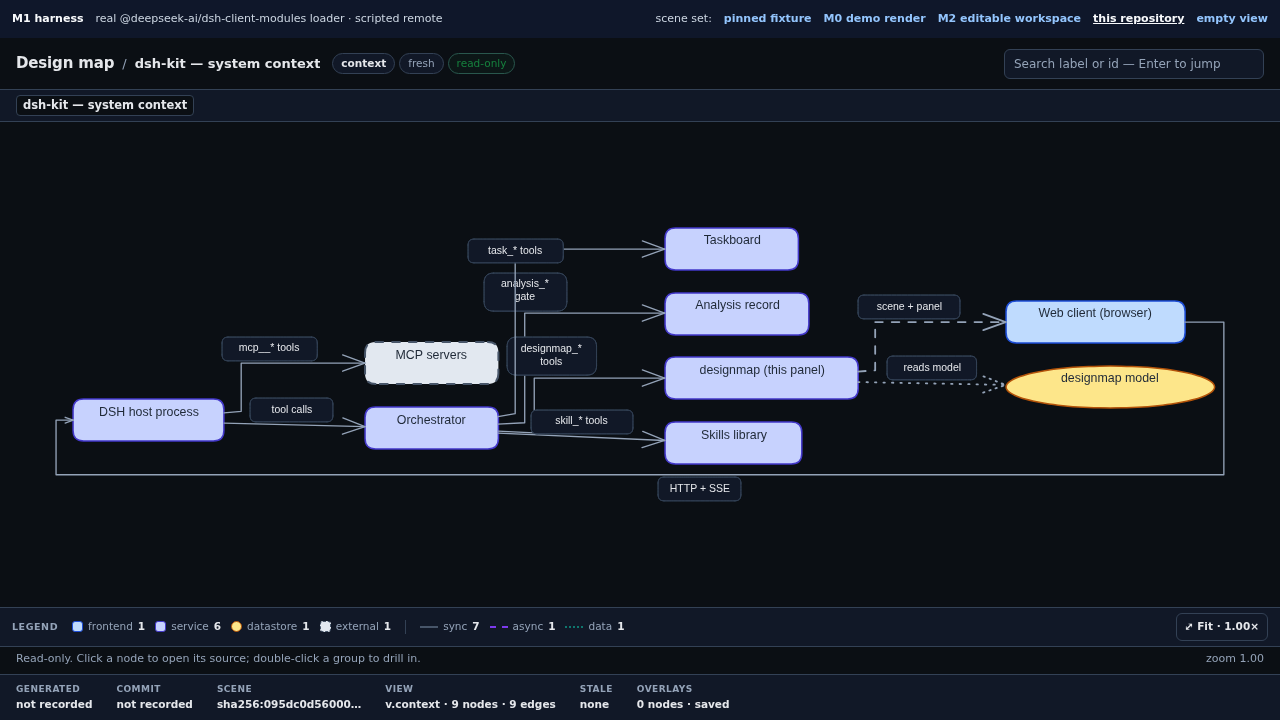 M1 harness real @deepseek-ai/dsh-client-modules loader · scripted remote scene set: pinned fixture M0 demo render M2 editable workspace this repository empty view
Design map / dsh-kit — system context context fresh read-only Search label or id — Enter to jump
dsh-kit — system context
task_* tools
Taskboard
analysis_*
gate
Analysis record
scene + panel
Web client (browser)
mcp__* tools
MCP servers
designmap_*
tools
designmap (this panel)
reads model
designmap model
DSH host process
tool calls
Orchestrator
skill_* tools
Skills library
HTTP + SSE
LEGEND frontend 1 service 6 datastore 1 external 1 sync 7 async 1 data 1 ⤢ Fit · 1.00×
Read-only. Click a node to open its source; double-click a group to drill in. zoom 1.00
GENERATED COMMIT SCENE VIEW STALE OVERLAYS
not recorded not recorded sha256:095dc0d56000… v.context · 9 nodes · 9 edges none 0 nodes · saved